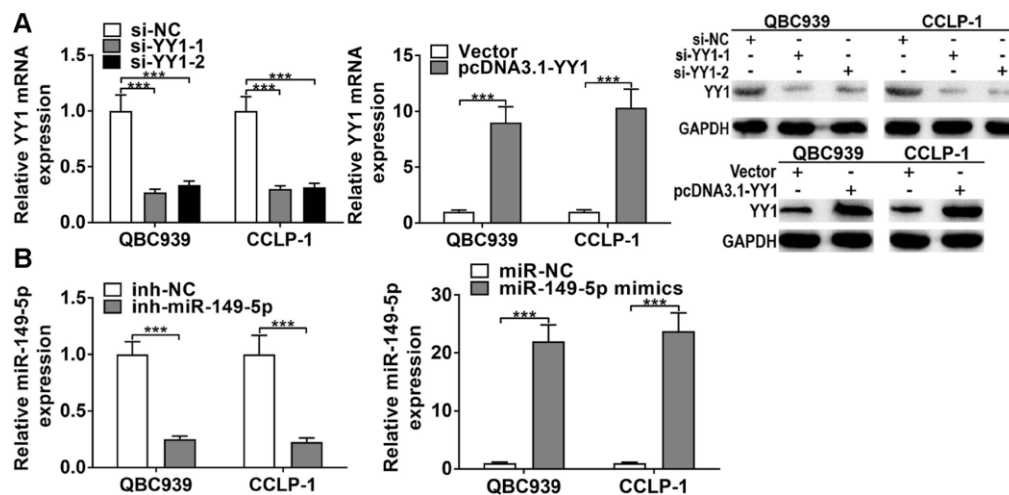 A
Relative YY1 mRNA
expression
si-NC
si-YY1-1
si-YY1-2
1.5
1.0
0.5
0.0
***
***
***
***
QBC939
CCLP-1
Relative YY1 mRNA
expression
Vector
pcDNA3.1-YY1
15
10
5
0
***
***
QBC939
CCLP-1
QBC939 CCLP-1
si-NC + - - + - -
si-YY1-1 - + - - + -
si-YY1-2 - - + - - +
YY1
GAPDH
QBC939 CCLP-1
Vector + - + -
pcDNA3.1-YY1 - + - +
YY1
GAPDH
B
Relative miR-149-5p
expression
inh-NC
inh-miR-149-5p
1.5
1.0
0.5
0.0
***
***
QBC939
CCLP-1
Relative miR-149-5p
expression
miR-NC
miR-149-5p mimics
30
20
10
0
***
***
QBC939
CCLP-1